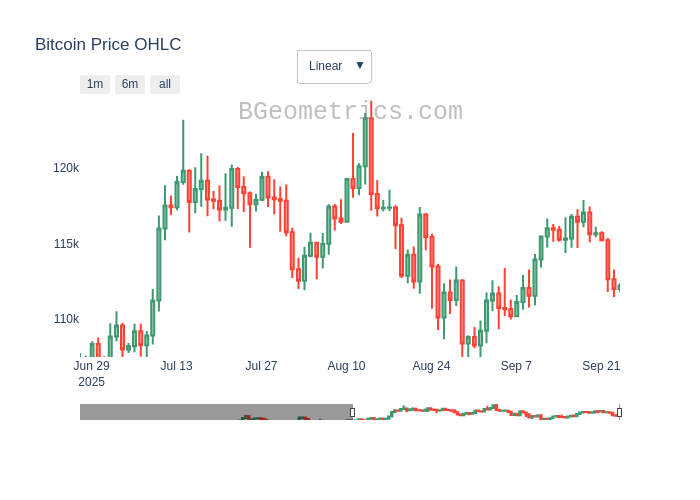 Bitcoin Price OHLC
Linear ▼
1m 6m all
BGeometrics.com
120k
115k
110k
Jun 29 Jul 13 Jul 27 Aug 10 Aug 24 Sep 7 Sep 21
2025